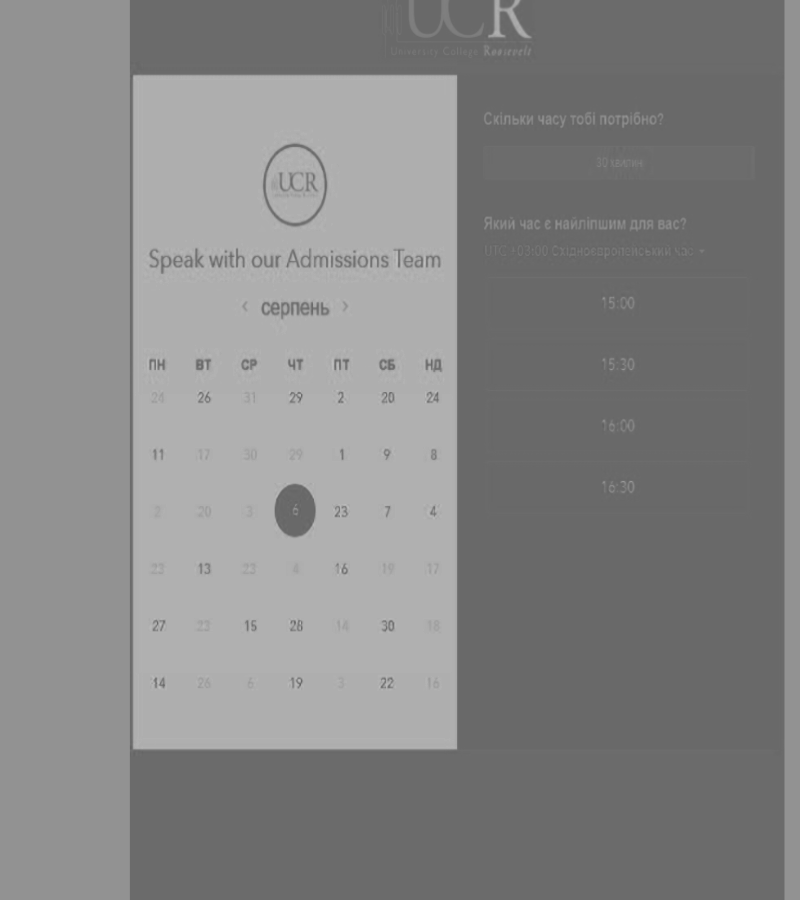 UCR
University College Roosevelt
UCR
Speak with our Admissions Team
‹ серпень ›
ПН ВТ СР ЧТ ПТ СБ НД
24 26 31 29 2 20 24
11 17 30 29 1 9 8
2 20 3 6 23 7 4
22 13 23 4 16 19 17
27 22 15 28 14 30 18
14 26 6 19 3 22 16
Скільки часу тобі потрібно?
30 хвилин
Який час є найліпшим для вас?
UTC +03:00 Східноєвропейський час
15:00
15:30
16:00
16:30